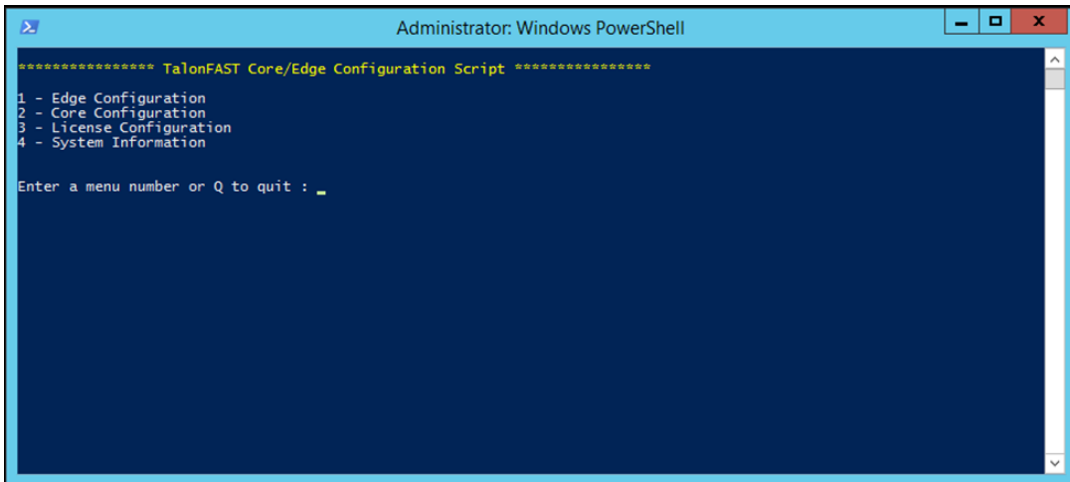 Administrator: Windows PowerShell
**************** TalonFAST Core/Edge Configuration Script ****************
1 - Edge Configuration
2 - Core Configuration
3 - License Configuration
4 - System Information
Enter a menu number or Q to quit : _